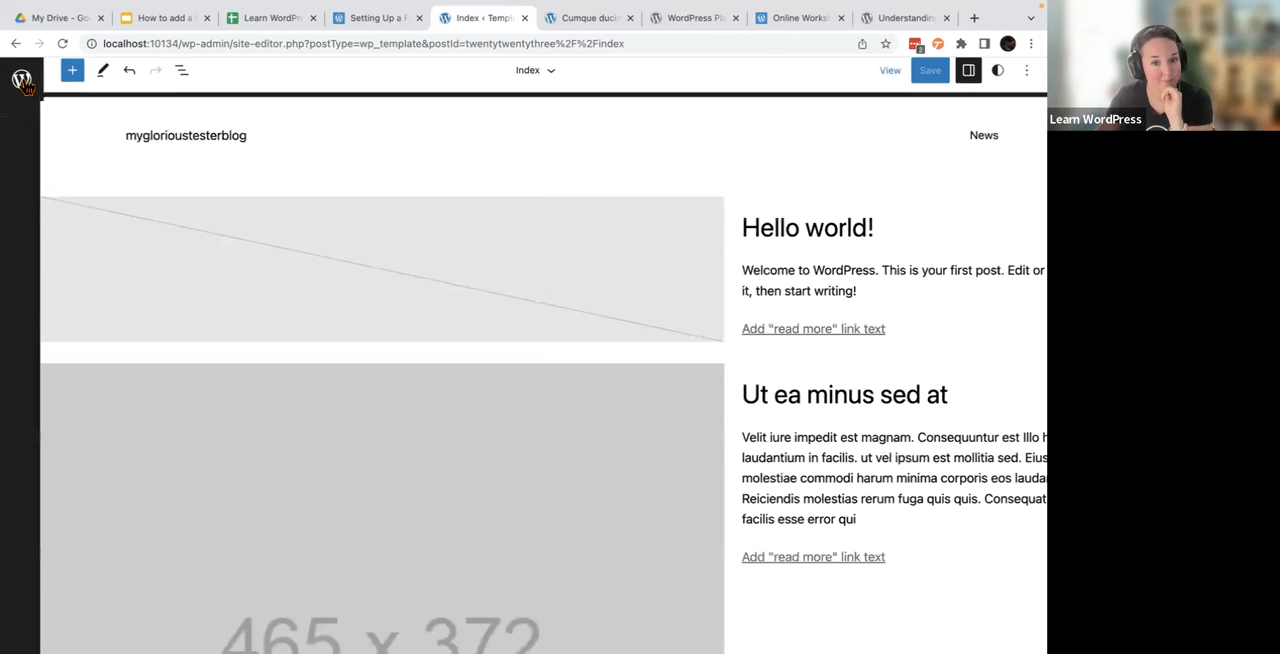 My Drive - Go
How to add a
Learn WordPr
Setting Up a
Index ‹ Templ
Cumque duci
WordPress Pl
Online Works
Understanding
localhost:10134/wp-admin/site-editor.php?postType=wp_template&postId=twentytwentythree%2F%2Findex
2
Index
View
Save
Learn WordPress
myglorioustesterblog
News
Hello world!
Welcome to WordPress. This is your first post. Edit or
it, then start writing!
Add "read more" link text
Ut ea minus sed at
Velit iure impedit est magnam. Consequuntur est Illo h
laudantium in facilis. ut vel ipsum est mollitia sed. Eius
molestiae commodi harum minima corporis eos lauda
Reiciendis molestias rerum fuga quis quis. Consequat
facilis esse error qui
Add "read more" link text
465 x 372